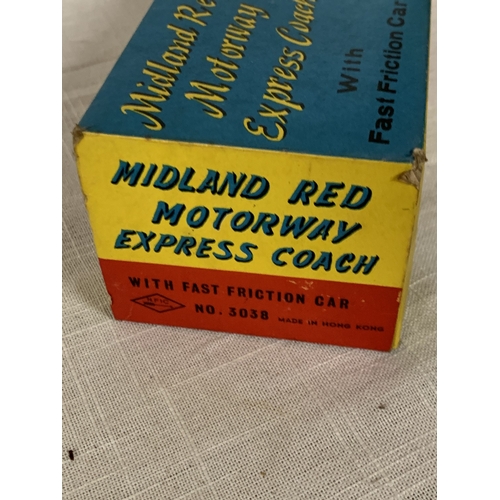 Midland Re
Motorway
Express Coach
With
Fast Friction Car
MIDLAND RED
MOTORWAY
EXPRESS COACH
WITH FAST FRICTION CAR
NO. 3038 MADE IN HONG KONG